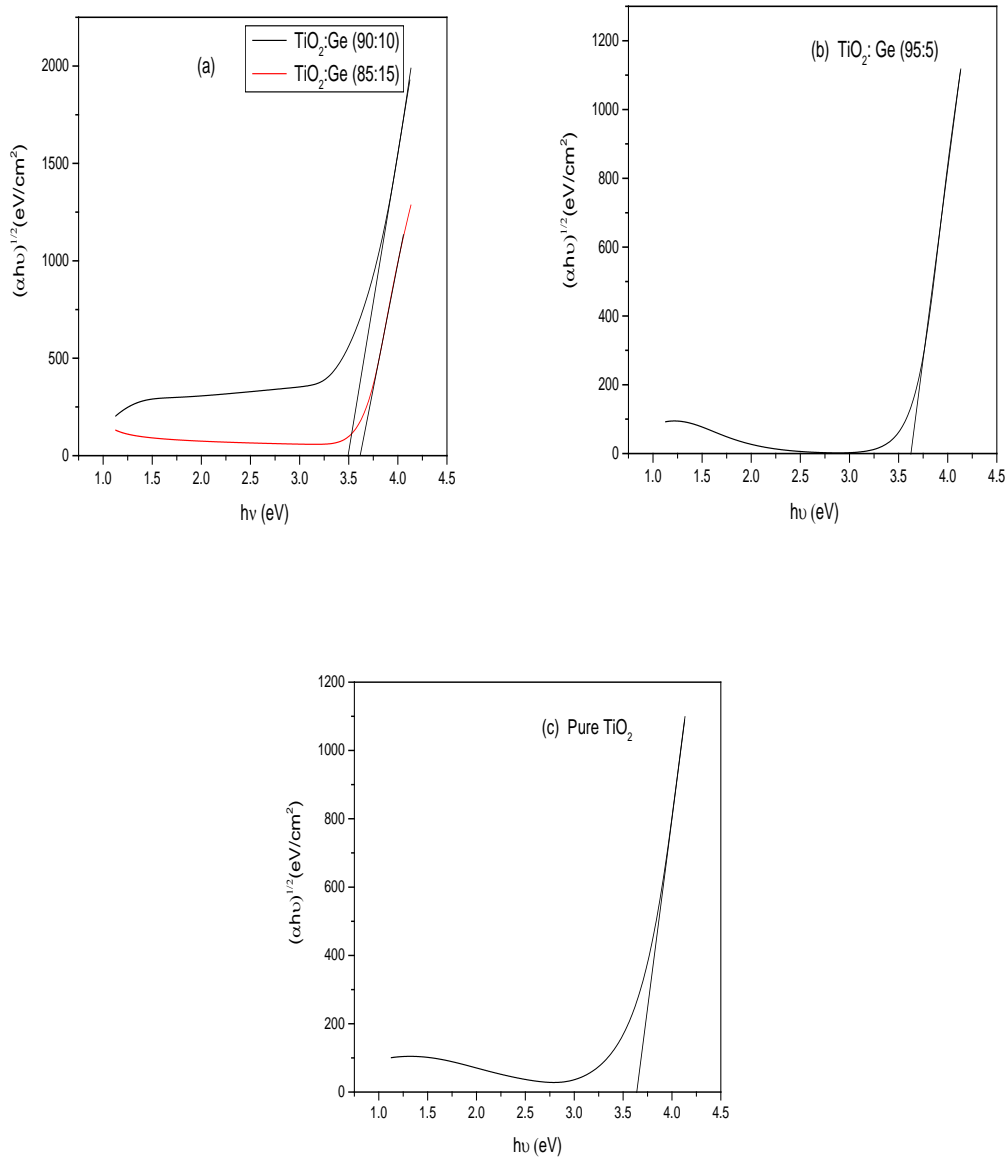 (a)
TiO2:Ge (90:10)
TiO2:Ge (85:15)
2000
1500
1000
500
0
(αhυ)1/2(eV/cm2)
1.0 1.5 2.0 2.5 3.0 3.5 4.0 4.5
hν (eV)
(b) TiO2: Ge (95:5)
1200
1000
800
600
400
200
0
(αhυ)1/2(eV/cm2)
1.0 1.5 2.0 2.5 3.0 3.5 4.0 4.5
hυ (eV)
(c) Pure TiO2
1200
1000
800
600
400
200
0
(αhυ)1/2(eV/cm2)
1.0 1.5 2.0 2.5 3.0 3.5 4.0 4.5
hυ (eV)